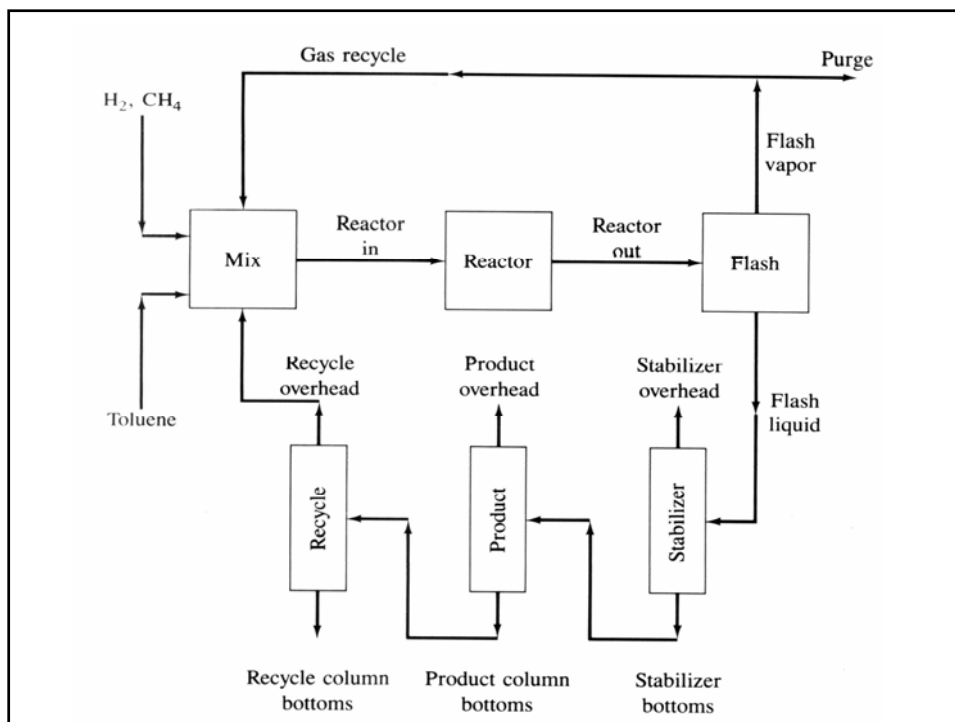 Gas recycle
Purge
H₂, CH₄
Flash
vapor
Reactor
in
Reactor
out
Mix
Reactor
Flash
Recycle
overhead
Product
overhead
Stabilizer
overhead
Toluene
Flash
liquid
Recycle
Product
Stabilizer
Recycle column
bottoms
Product column
bottoms
Stabilizer
bottoms